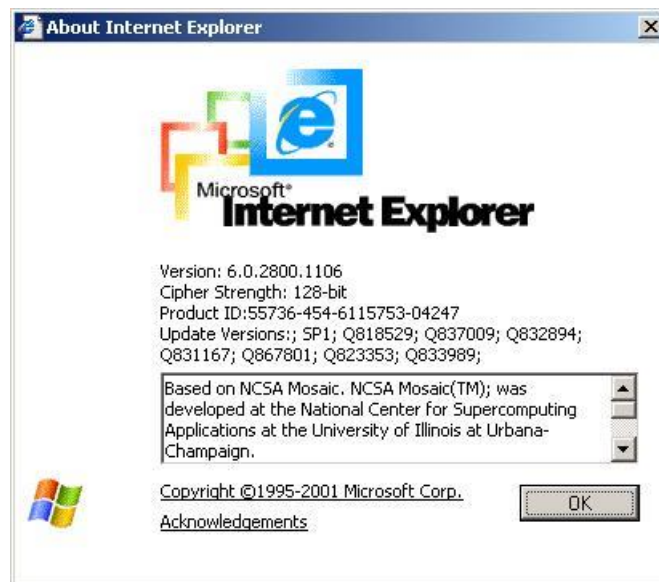 About Internet Explorer
Microsoft®
Internet Explorer
Version: 6.0.2800.1106
Cipher Strength: 128-bit
Product ID:55736-454-6115753-04247
Update Versions:; SP1; Q818529; Q837009; Q832894;
Q831167; Q867801; Q823353; Q833989;
Based on NCSA Mosaic. NCSA Mosaic(TM); was
developed at the National Center for Supercomputing
Applications at the University of Illinois at Urbana-
Champaign.
Copyright ©1995-2001 Microsoft Corp.
OK
Acknowledgements